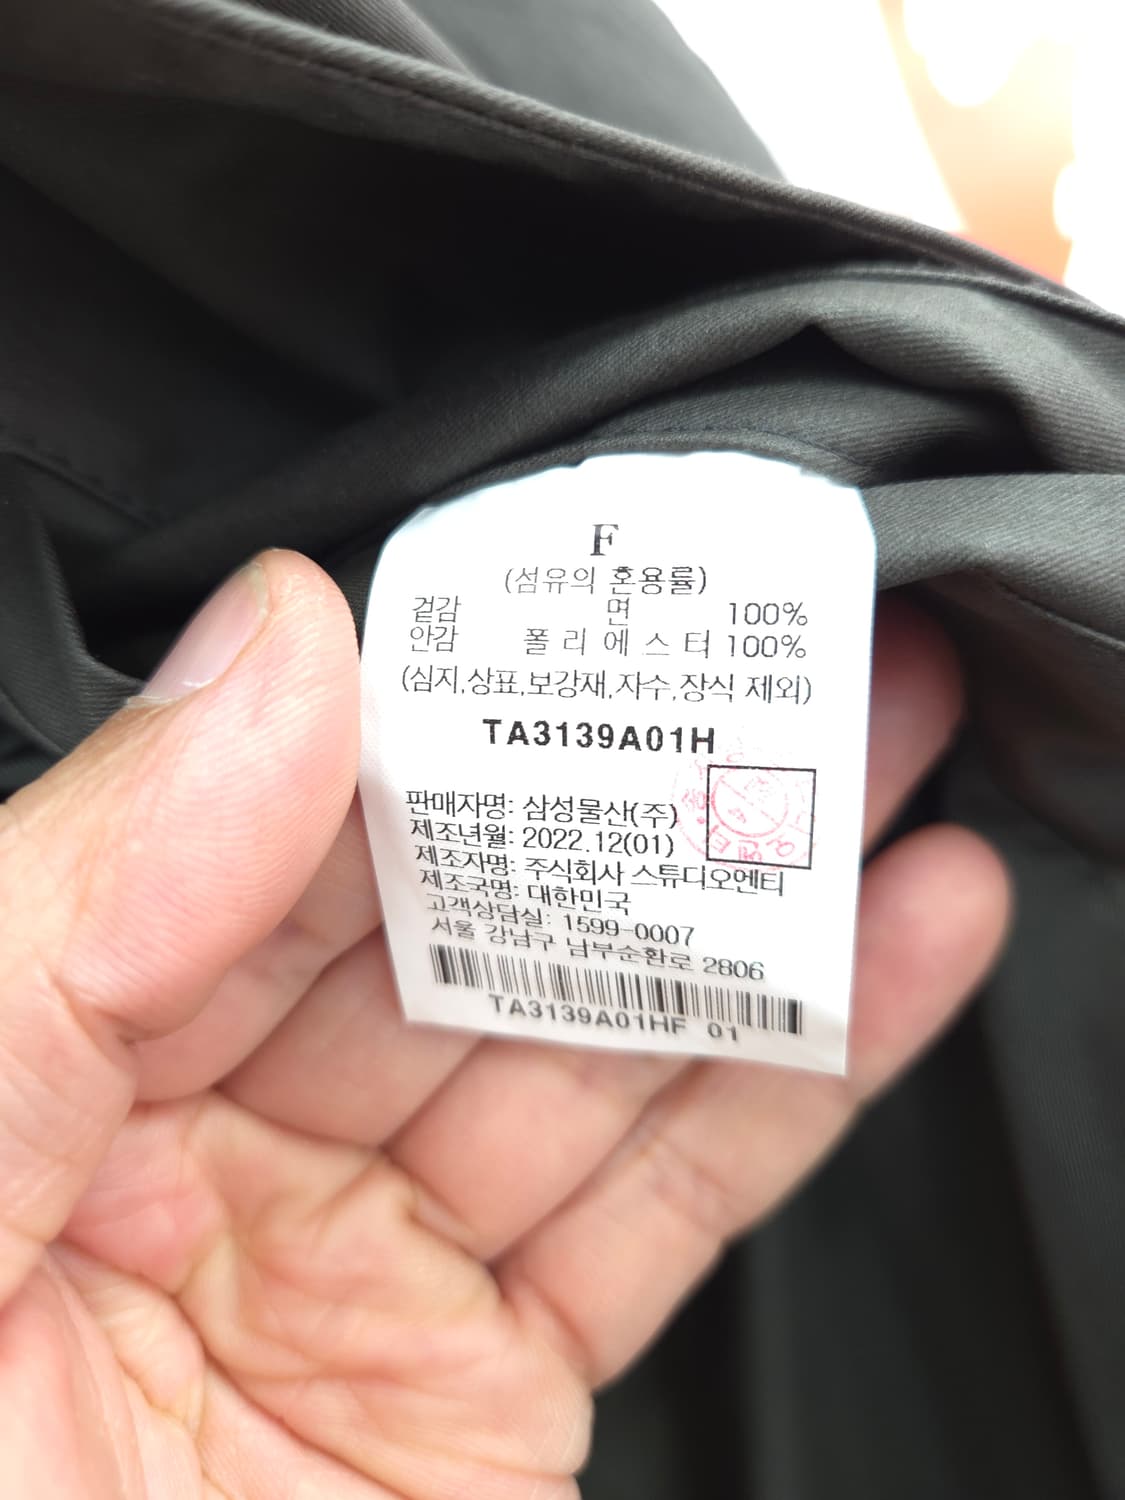 F
(섬유의 혼용률)
겉감 면 100%
안감 폴리에스터 100%
(심지,상표,보강재,자수,장식 제외)
TA3139A01H
판매자명: 삼성물산(주)
제조년월: 2022.12(01)
제조자명: 주식회사 스튜디오엔티
제조국명: 대한민국
고객상담실: 1599-0007
서울 강남구 남부순환로 2806
TA3139A01HF 01